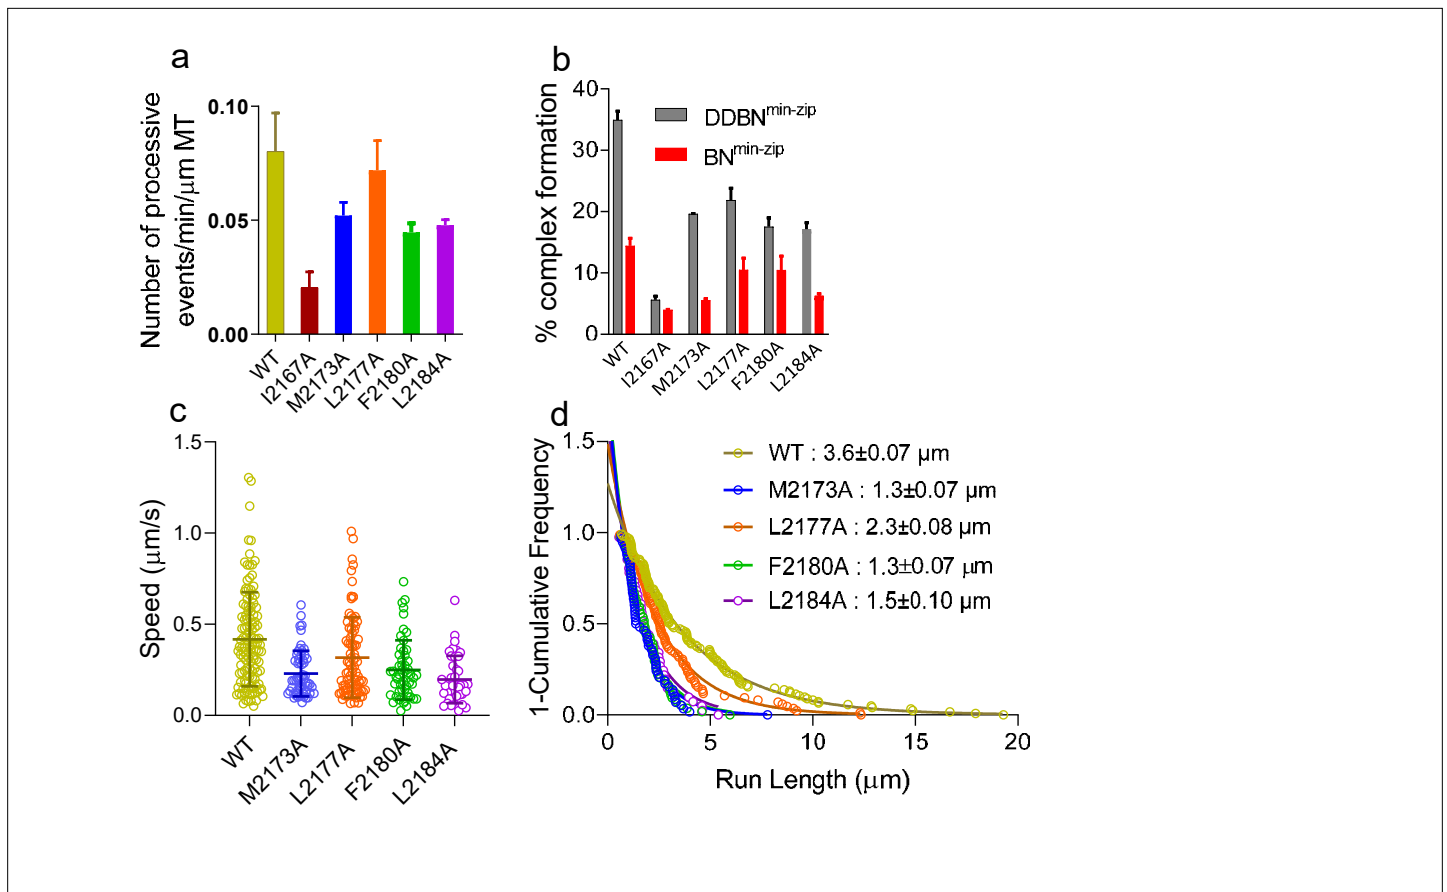 a
Number of processive
events/min/μm MT
0.10
0.05
0.00
WT
I2167A
M2173A
L2177A
F2180A
L2184A
b
% complex formation
40
30
20
10
0
DDBN^min-zip
BN^min-zip
WT
I2167A
M2173A
L2177A
F2180A
L2184A
c
Speed (μm/s)
1.5
1.0
0.5
0.0
WT
M2173A
L2177A
F2180A
L2184A
d
1-Cumulative Frequency
1.5
1.0
0.5
0.0
WT : 3.6±0.07 μm
M2173A : 1.3±0.07 μm
L2177A : 2.3±0.08 μm
F2180A : 1.3±0.07 μm
L2184A : 1.5±0.10 μm
0 5 10 15 20
Run Length (μm)